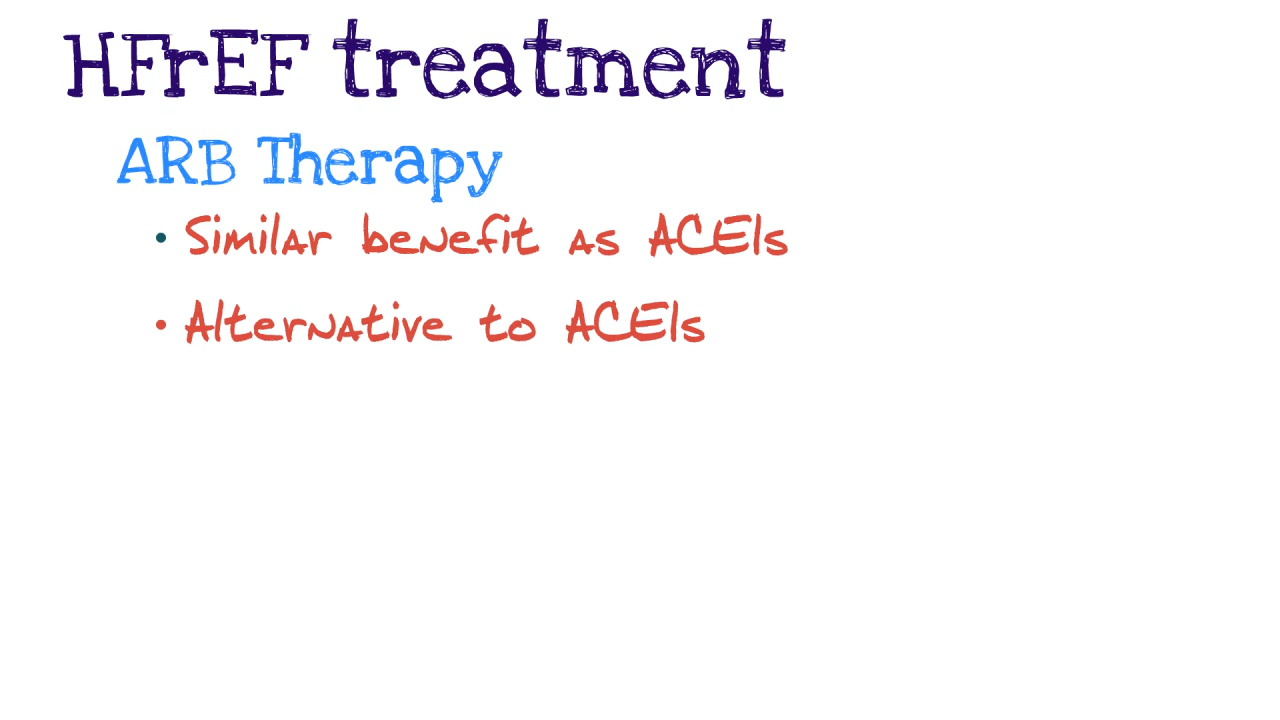 HFrEF treatment
ARB Therapy
• Similar benefit as ACEIs
• Alternative to ACEIs